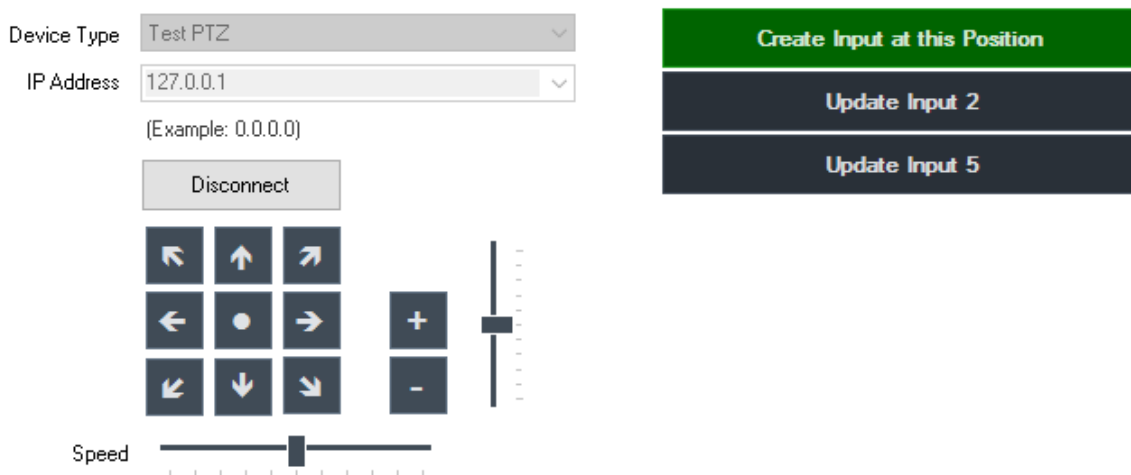 Device Type
Test PTZ
IP Address
127.0.0.1
(Example: 0.0.0.0)
Disconnect
+
-
Speed
Create Input at this Position
Update Input 2
Update Input 5